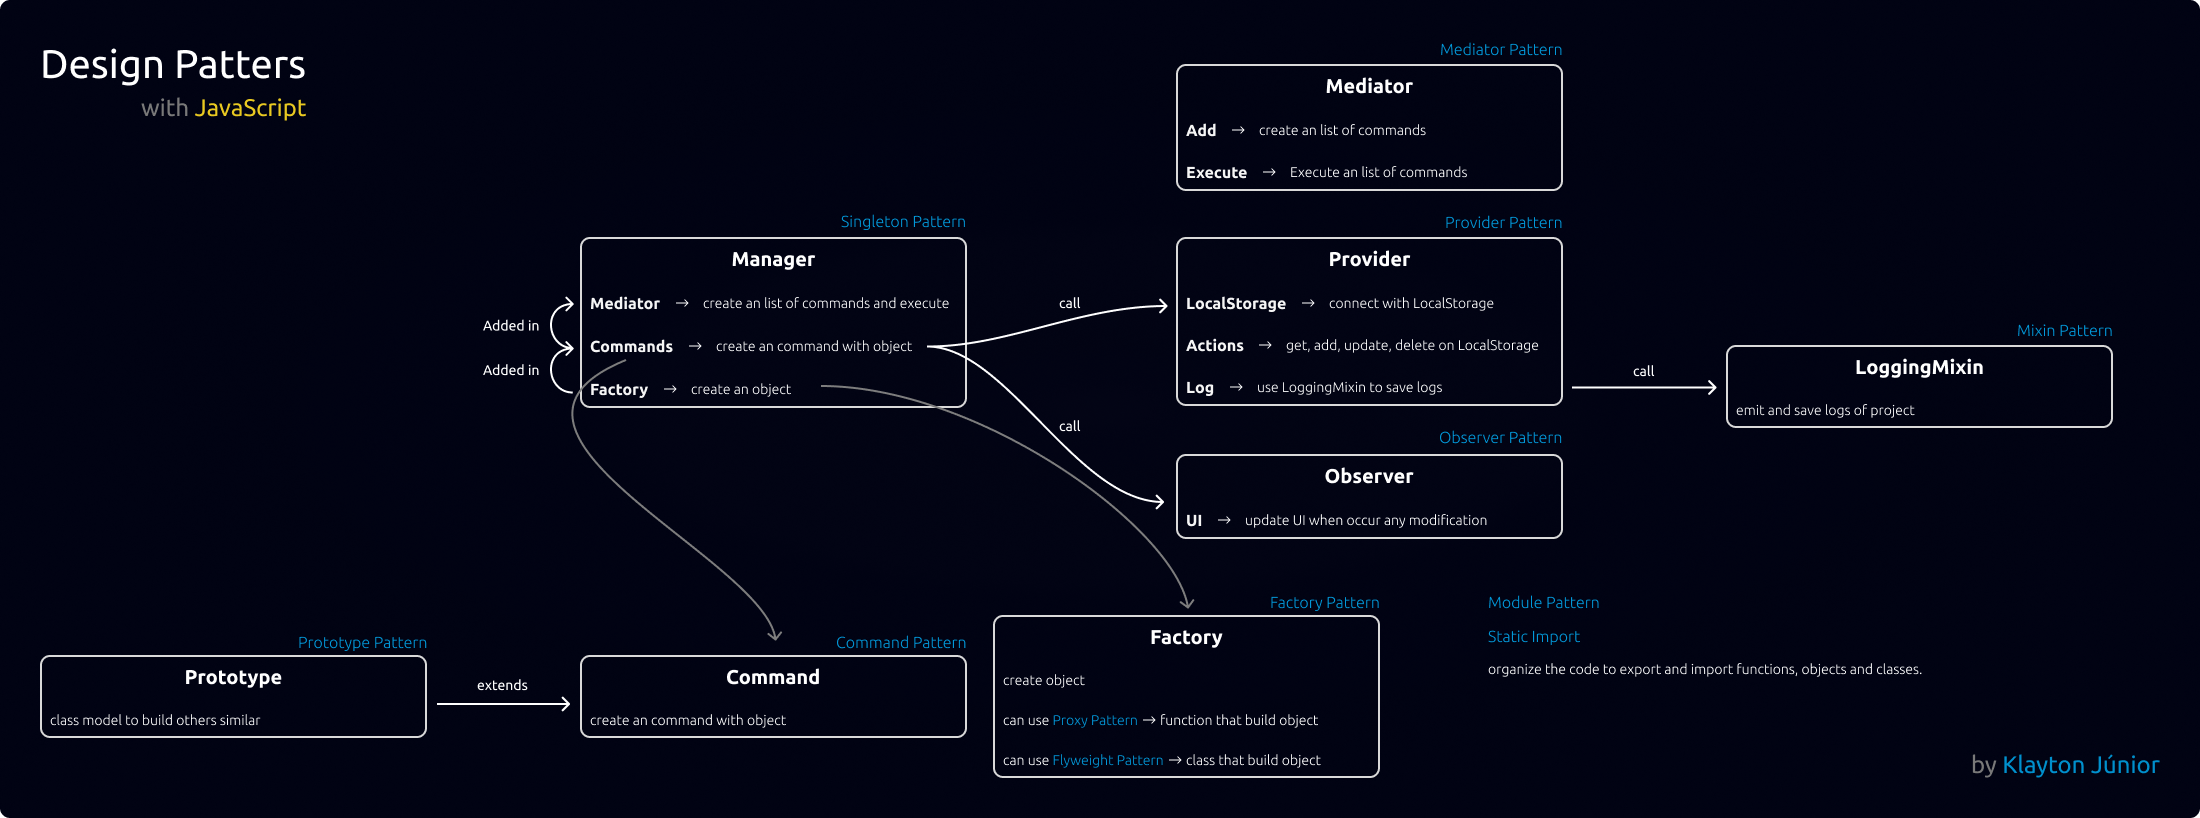 Design Patters
with JavaScript
Mediator Pattern
Mediator
Add → create an list of commands
Execute → Execute an list of commands
Singleton Pattern
Manager
Mediator → create an list of commands and execute
Commands → create an command with object
Factory → create an object
Added in
Added in
call
call
Provider Pattern
Provider
LocalStorage → connect with LocalStorage
Actions → get, add, update, delete on LocalStorage
Log → use LoggingMixin to save logs
call
Mixin Pattern
LoggingMixin
emit and save logs of project
Observer Pattern
Observer
UI → update UI when occur any modification
Prototype Pattern
Prototype
class model to build others similar
extends
Command Pattern
Command
create an command with object
Factory Pattern
Factory
create object
can use Proxy Pattern → function that build object
can use Flyweight Pattern → class that build object
Module Pattern
Static Import
organize the code to export and import functions, objects and classes.
by Klayton Júnior